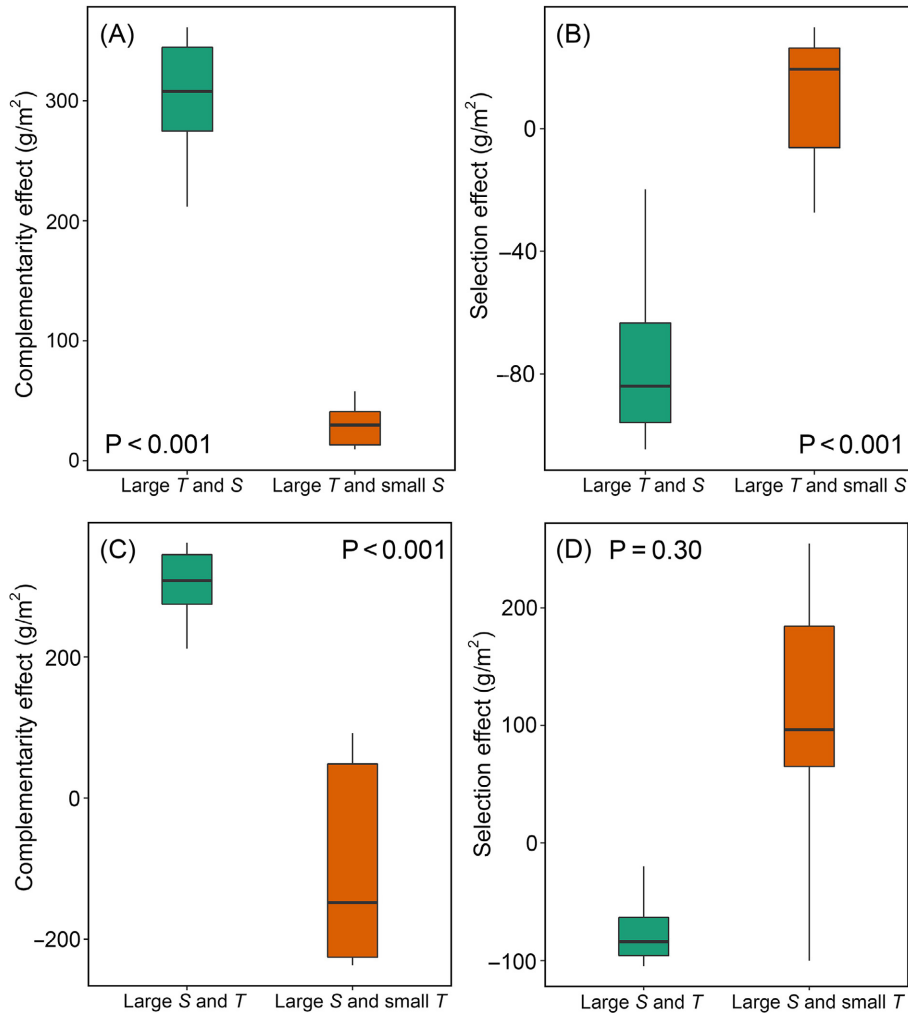 (A)
Complementarity effect (g/m²)
300
200
100
0
P < 0.001
Large T and S
Large T and small S
(B)
Selection effect (g/m²)
0
−40
−80
P < 0.001
Large T and S
Large T and small S
(C)
P < 0.001
Complementarity effect (g/m²)
200
0
−200
Large S and T
Large S and small T
(D)
P = 0.30
Selection effect (g/m²)
200
100
0
−100
Large S and T
Large S and small T